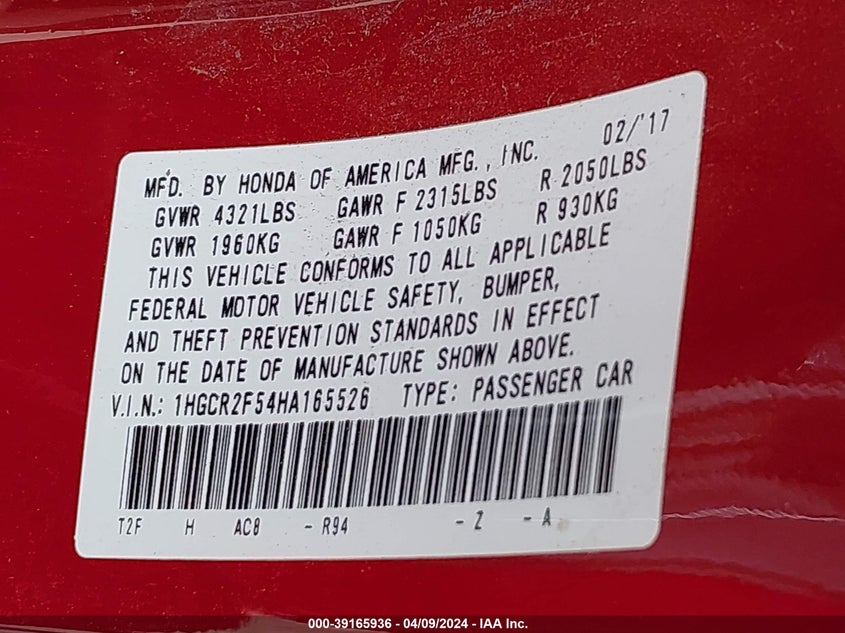 02/'17
MFD. BY HONDA OF AMERICA MFG., INC.
GVWR 4321LBS GAWR F 2315LBS R 2050LBS
GVWR 1960KG GAWR F 1050KG R 930KG
THIS VEHICLE CONFORMS TO ALL APPLICABLE
FEDERAL MOTOR VEHICLE SAFETY, BUMPER,
AND THEFT PREVENTION STANDARDS IN EFFECT
ON THE DATE OF MANUFACTURE SHOWN ABOVE.
V.I.N.: 1HGCR2F54HA165526 TYPE: PASSENGER CAR
T2F H AC8 - R94 - Z - A
000-39165936 - 04/09/2024 - IAA Inc.